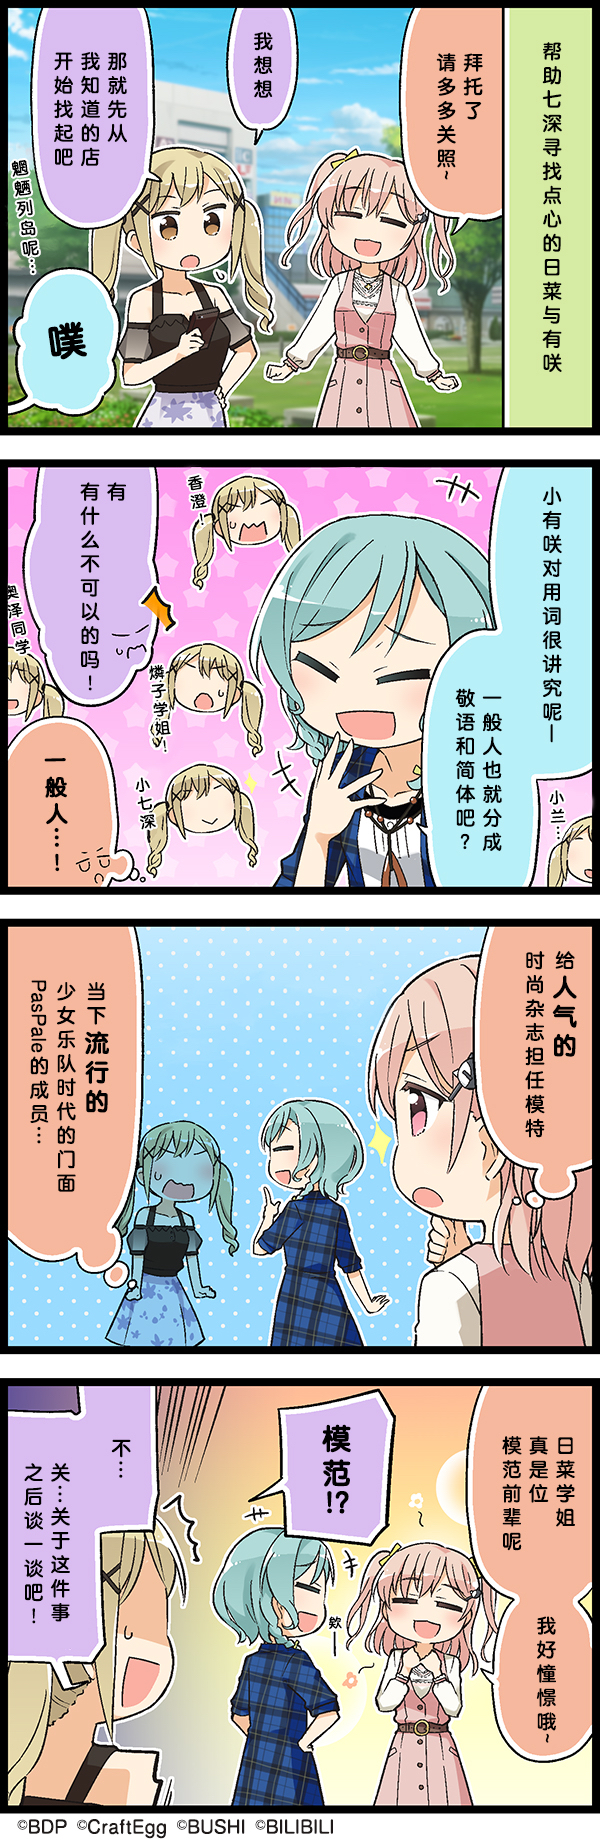 帮助七深寻找点心的日菜与有咲
拜托了
请多多关照~
我想想
那就先从
我知道的店
开始找起吧
魍魉列岛呢…
噗
小有咲对用词很讲究呢—
一般人也就分成
敬语和简体吧?
小兰…
香澄!
有
有什么不可以的吗!
奥泽同学
燐子学姐!
小七深!
一般人…!
给人气的
时尚杂志担任模特
当下流行的
少女乐队时代的门面
PasPale的成员…
日菜学姐
真是位
模范前辈呢
我好憧憬哦~
欸—
模范!?
不…
关…关于这件事
之后谈一谈吧!
©BDP ©CraftEgg ©BUSHI ©BILIBILI